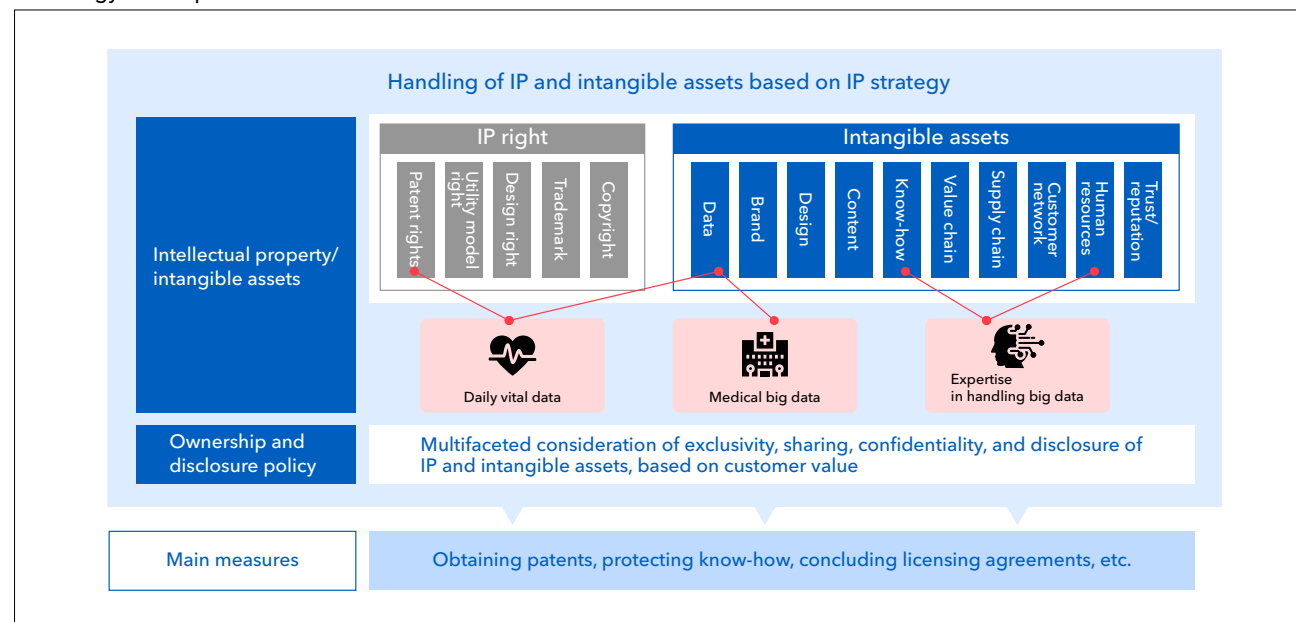 Handling of IP and intangible assets based on IP strategy
Intellectual property/
intangible assets
IP right
Patent rights
Utility model
right
Design right
Trademark
Copyright
Intangible assets
Data
Brand
Design
Content
Know-how
Value chain
Supply chain
Customer
network
Human
resources
Trust/
reputation
Daily vital data
Medical big data
Expertise
in handling big data
Ownership and
disclosure policy
Multifaceted consideration of exclusivity, sharing, confidentiality, and disclosure of
IP and intangible assets, based on customer value
Main measures
Obtaining patents, protecting know-how, concluding licensing agreements, etc.